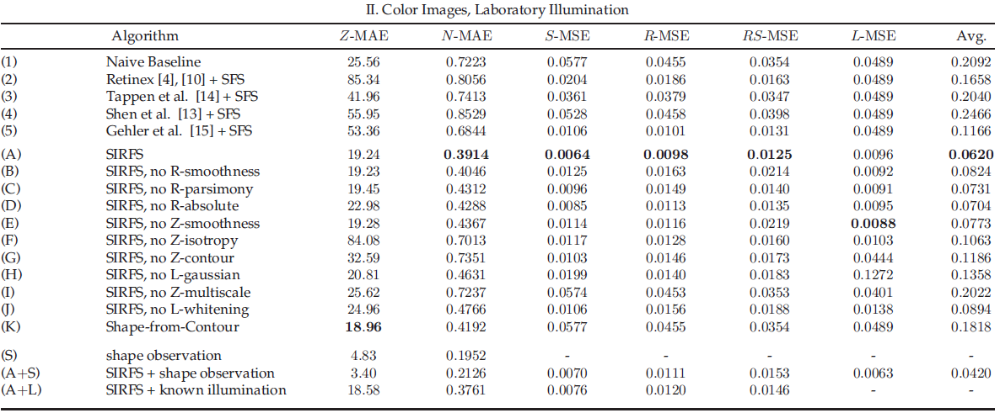 II. Color Images, Laboratory Illumination
Algorithm Z-MAE N-MAE S-MSE R-MSE RS-MSE L-MSE Avg.
(1) Naive Baseline 25.56 0.7223 0.0577 0.0455 0.0354 0.0489 0.2092
(2) Retinex [4], [10] + SFS 85.34 0.8056 0.0204 0.0186 0.0163 0.0489 0.1658
(3) Tappen et al. [14] + SFS 41.96 0.7413 0.0361 0.0379 0.0347 0.0489 0.2040
(4) Shen et al. [13] + SFS 55.95 0.8529 0.0528 0.0458 0.0398 0.0489 0.2466
(5) Gehler et al. [15] + SFS 53.36 0.6844 0.0106 0.0101 0.0131 0.0489 0.1166
(A) SIRFS 19.24 0.3914 0.0064 0.0098 0.0125 0.0096 0.0620
(B) SIRFS, no R-smoothness 19.23 0.4046 0.0125 0.0163 0.0214 0.0092 0.0824
(C) SIRFS, no R-parsimony 19.45 0.4312 0.0096 0.0149 0.0140 0.0091 0.0731
(D) SIRFS, no R-absolute 22.98 0.4288 0.0085 0.0113 0.0135 0.0095 0.0704
(E) SIRFS, no Z-smoothness 19.28 0.4367 0.0114 0.0116 0.0219 0.0088 0.0773
(F) SIRFS, no Z-isotropy 84.08 0.7013 0.0117 0.0128 0.0160 0.0103 0.1063
(G) SIRFS, no Z-contour 32.59 0.7351 0.0103 0.0146 0.0173 0.0444 0.1186
(H) SIRFS, no L-gaussian 20.81 0.4631 0.0199 0.0140 0.0183 0.1272 0.1358
(I) SIRFS, no Z-multiscale 25.62 0.7237 0.0574 0.0453 0.0353 0.0401 0.2022
(J) SIRFS, no L-whitening 24.96 0.4766 0.0106 0.0156 0.0188 0.0138 0.0894
(K) Shape-from-Contour 18.96 0.4192 0.0577 0.0455 0.0354 0.0489 0.1818
(S) shape observation 4.83 0.1952 - - - - -
(A+S) SIRFS + shape observation 3.40 0.2126 0.0070 0.0111 0.0153 0.0063 0.0420
(A+L) SIRFS + known illumination 18.58 0.3761 0.0076 0.0120 0.0146 - -